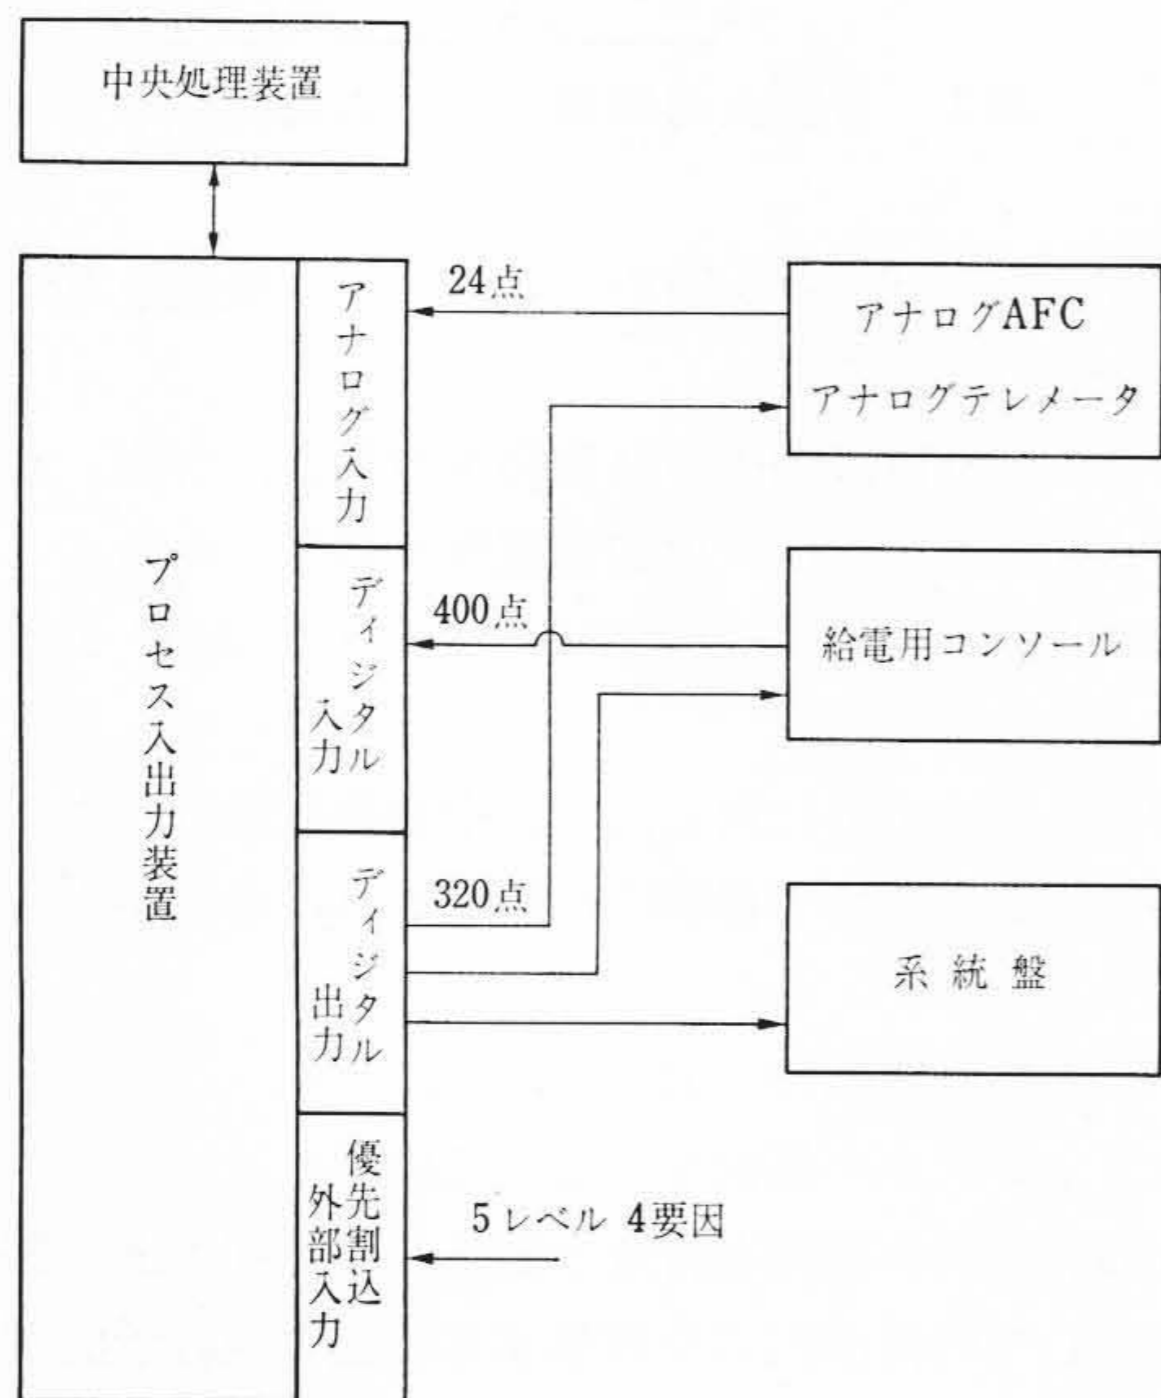 中央処理装置
プロセス入出力装置
アナログ入力
24点
アナログAFC
アナログテレメータ
ディジタル
入力
400点
給電用コンソール
ディジタル
出力
320点
系統盤
優先割込
外部入力
5レベル 4要因